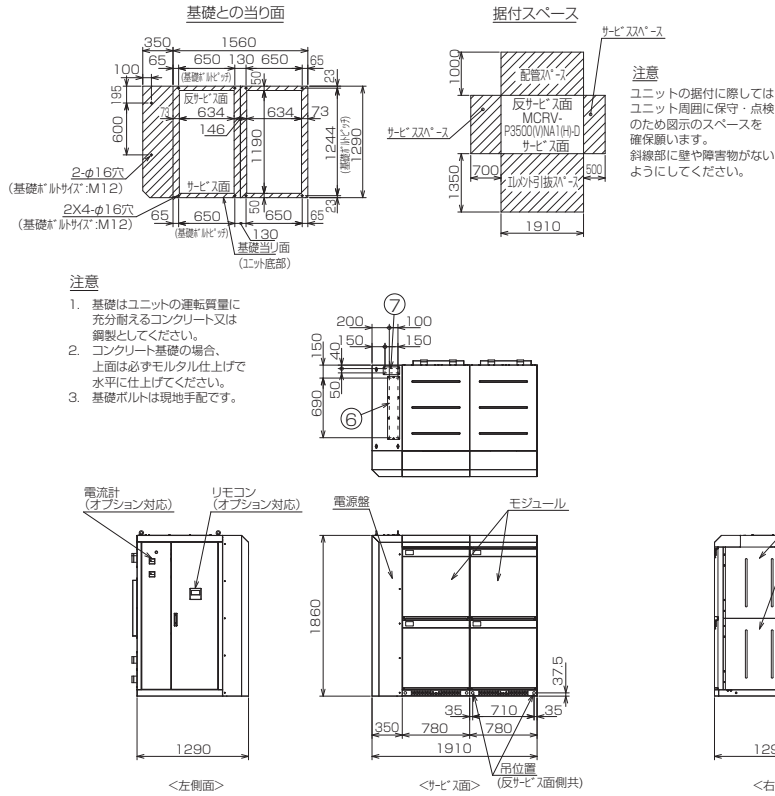 基礎との当り面
350
1560
65
650
130
650
65
100
(基礎ボルトピッチ)
50
23
195
反サービス面
73
634
634
73
600
146
1190
1244
(基礎ボルトピッチ)
1290
2-φ16穴
(基礎ボルトサイズ:M12)
サービス面
2X4-φ16穴
(基礎ボルトサイズ:M12)
65
650
50
650
65
23
(基礎ボルトピッチ)
130
基礎当り面
(ユニット底部)
据付スペース
サービススペース
1000
配管スペース
反サービス面
MCRV-
P3500(V)NA1(H)-D
サービス面
サービススペース
700
500
1350
エレメント引抜スペース
1910
注意
ユニットの据付に際しては
ユニット周囲に保守・点検
のため図示のスペースを
確保願います。
斜線部に壁や障害物がない
ようにしてください。
注意
1. 基礎はユニットの運転質量に
充分耐えるコンクリート又は
鋼製としてください。
2. コンクリート基礎の場合、
上面は必ずモルタル仕上げで
水平に仕上げてください。
3. 基礎ボルトは現地手配です。
⑦
200
100
150
150
150
40
50
690
⑥
電流計
(オプション対応)
リモコン
(オプション対応)
1290
<左側面>
電源盤
モジュール
1860
37.5
35
710
35
350
780
780
1910
吊位置
(反サービス面側共)
<サービス面>
129
<右